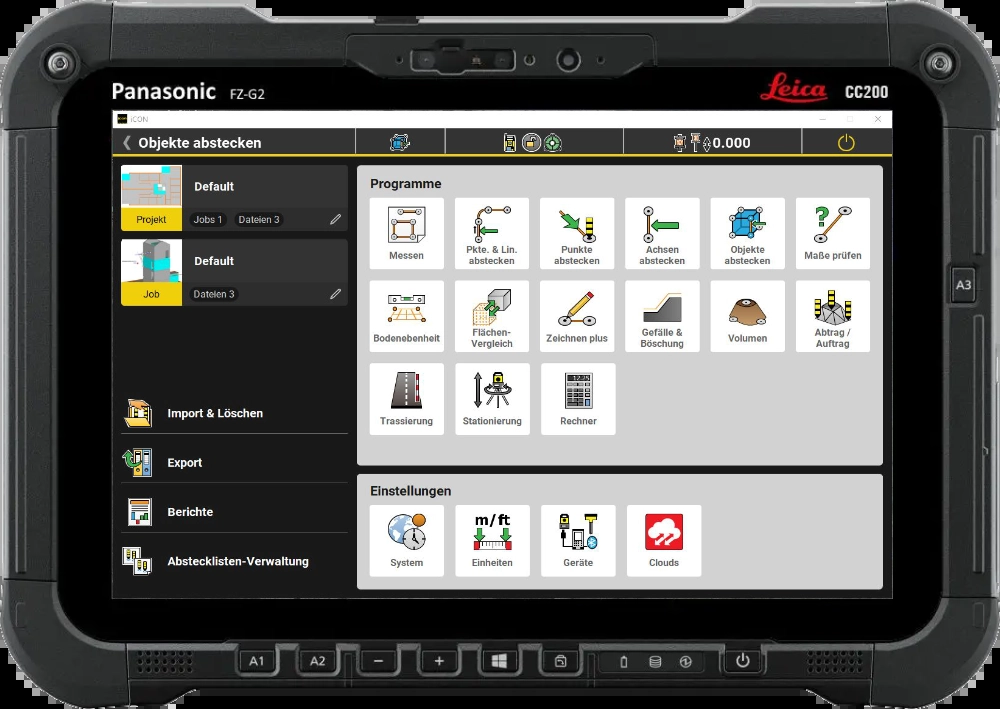 Panasonic FZ-G2
Leica CC200
iCON
Objekte abstecken
0.000
Default
Projekt
Jobs 1
Dateien 3
Default
Job
Dateien 3
Import & Löschen
Export
Berichte
Abstecklisten-Verwaltung
Programme
Messen
Pkte. & Lin.
abstecken
Punkte
abstecken
Achsen
abstecken
Objekte
abstecken
?
Maße prüfen
Bodenebenheit
Flächen-
Vergleich
Zeichnen plus
Gefälle &
Böschung
Volumen
Abtrag /
Auftrag
Trassierung
Stationierung
Rechner
Einstellungen
System
m/ft
Einheiten
Geräte
Clouds
A3
A1
A2
−
+